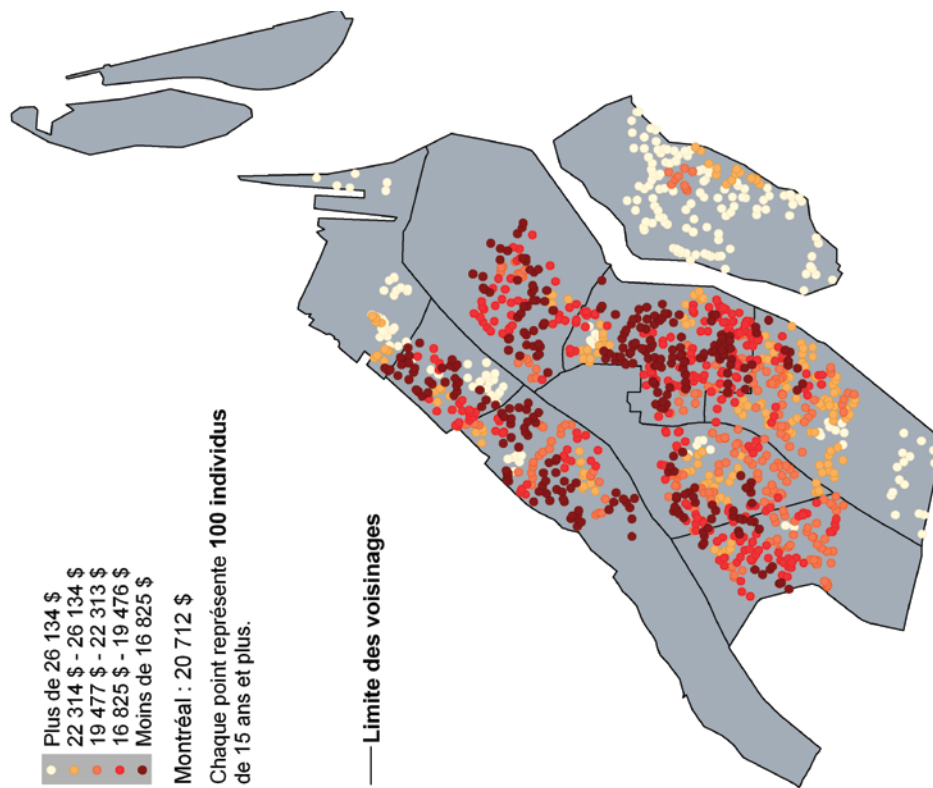 Plus de 26 134 $
22 314 $ - 26 134 $
19 477 $ - 22 313 $
16 825 $ - 19 476 $
Moins de 16 825 $
Montréal : 20 712 $
Chaque point représente 100 individus
de 15 ans et plus.
Limite des voisinages